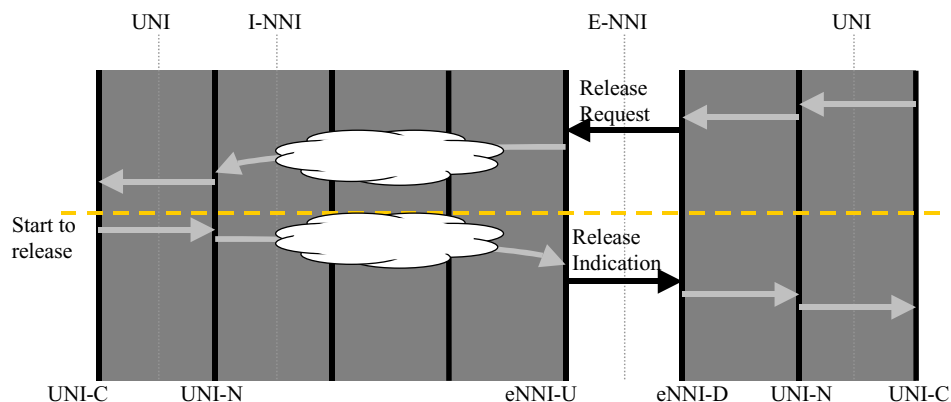 UNI I-NNI E-NNI UNI
Release
Request
Start to
release
Release
Indication
UNI-C UNI-N eNNI-U eNNI-D UNI-N UNI-C